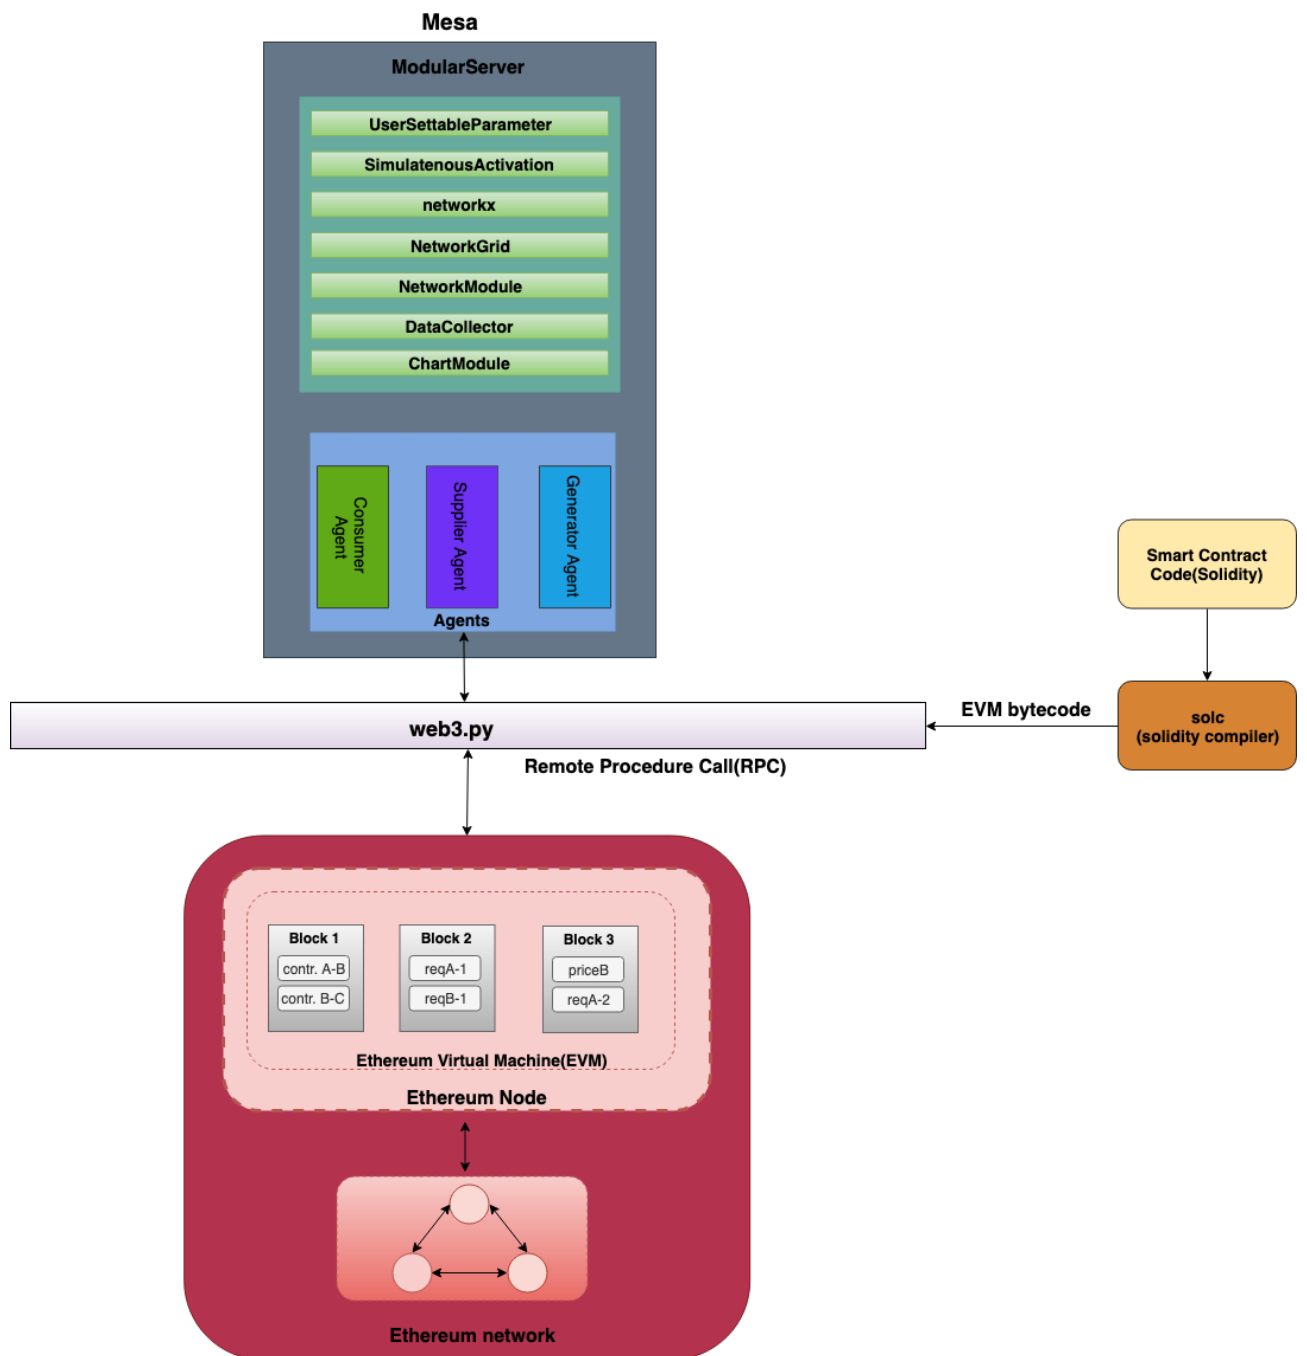 Mesa
ModularServer
UserSettableParameter
SimulatenousActivation
networkx
NetworkGrid
NetworkModule
DataCollector
ChartModule
Consumer
Agent
Supplier Agent
Generator Agent
Agents
Smart Contract
Code(Solidity)
solc
(solidity compiler)
EVM bytecode
web3.py
Remote Procedure Call(RPC)
Block 1
contr. A-B
contr. B-C
Block 2
reqA-1
reqB-1
Block 3
priceB
reqA-2
Ethereum Virtual Machine(EVM)
Ethereum Node
Ethereum network